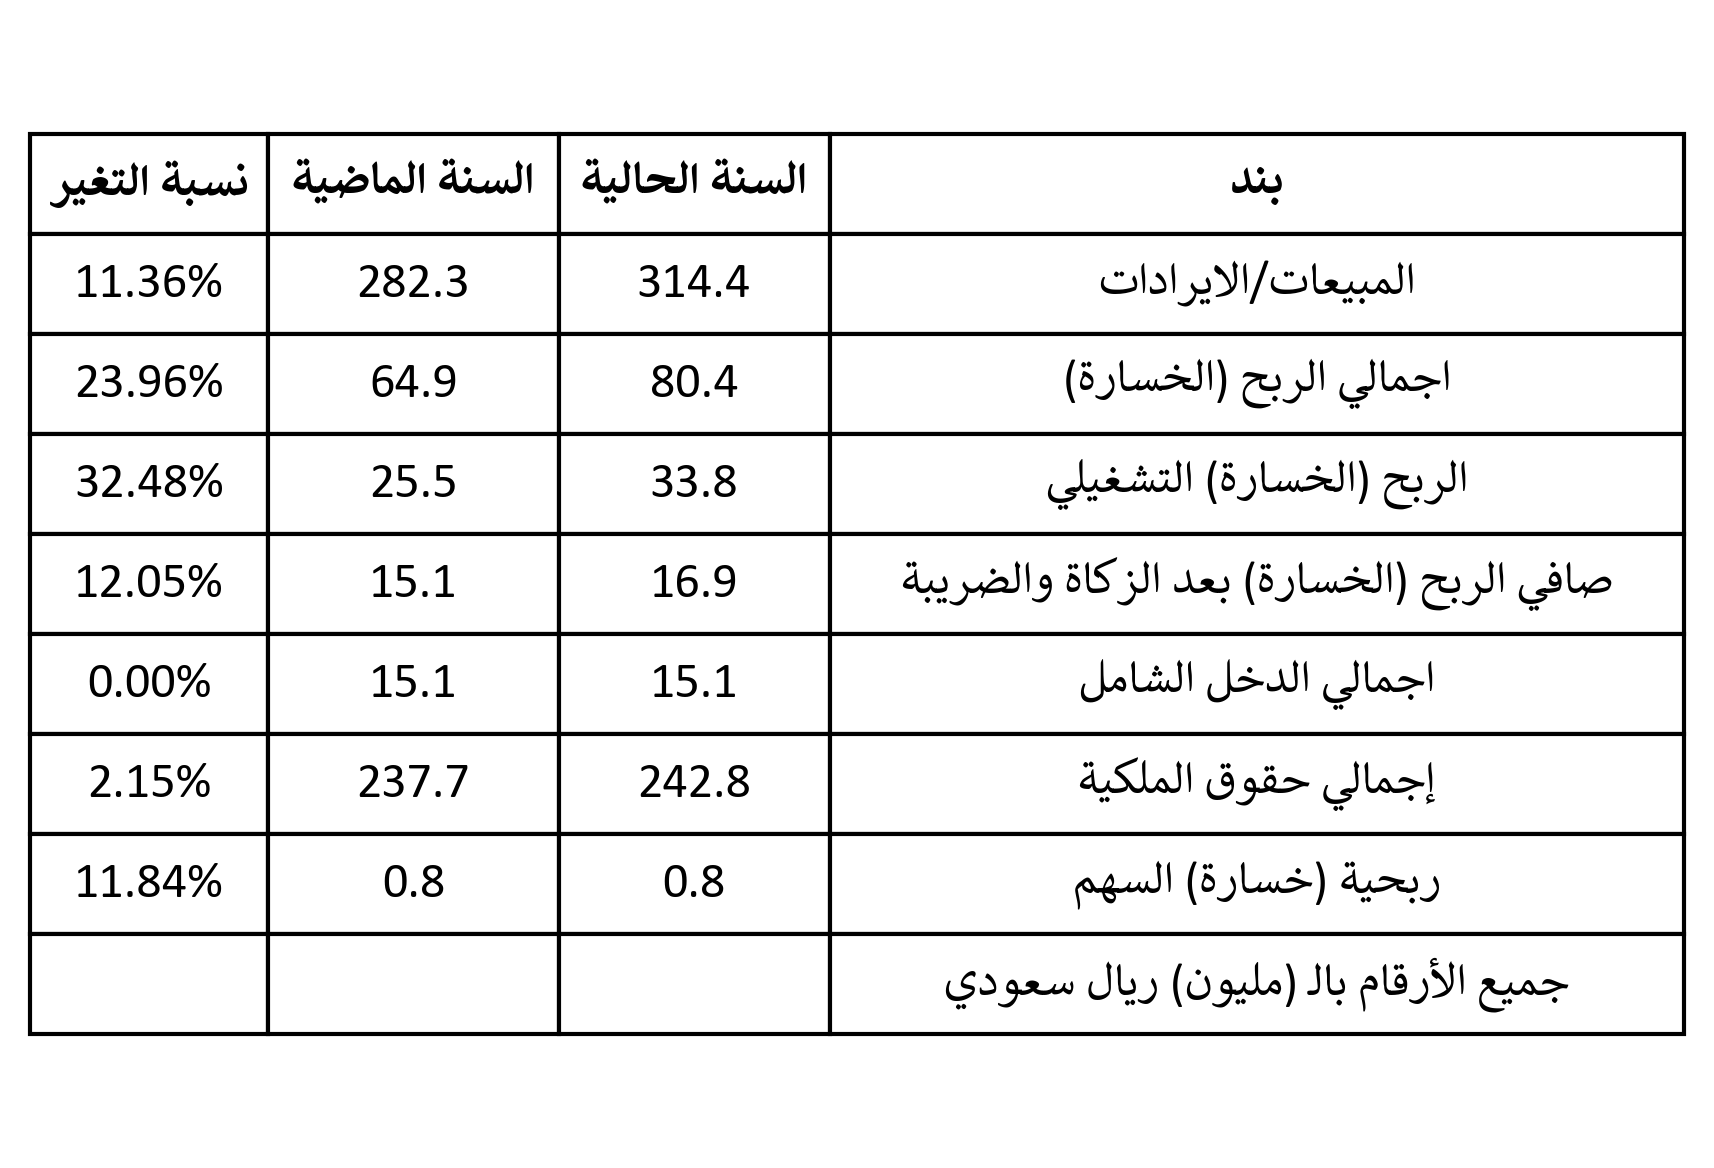 بند السنة الحالية السنة الماضية نسبة التغير
المبيعات/الايرادات 314.4 282.3 11.36%
اجمالي الربح (الخسارة) 80.4 64.9 23.96%
الربح (الخسارة) التشغيلي 33.8 25.5 32.48%
صافي الربح (الخسارة) بعد الزكاة والضريبة 16.9 15.1 12.05%
اجمالي الدخل الشامل 15.1 15.1 0.00%
إجمالي حقوق الملكية 242.8 237.7 2.15%
ربحية (خسارة) السهم 0.8 0.8 11.84%
جميع الأرقام بالـ (مليون) ريال سعودي